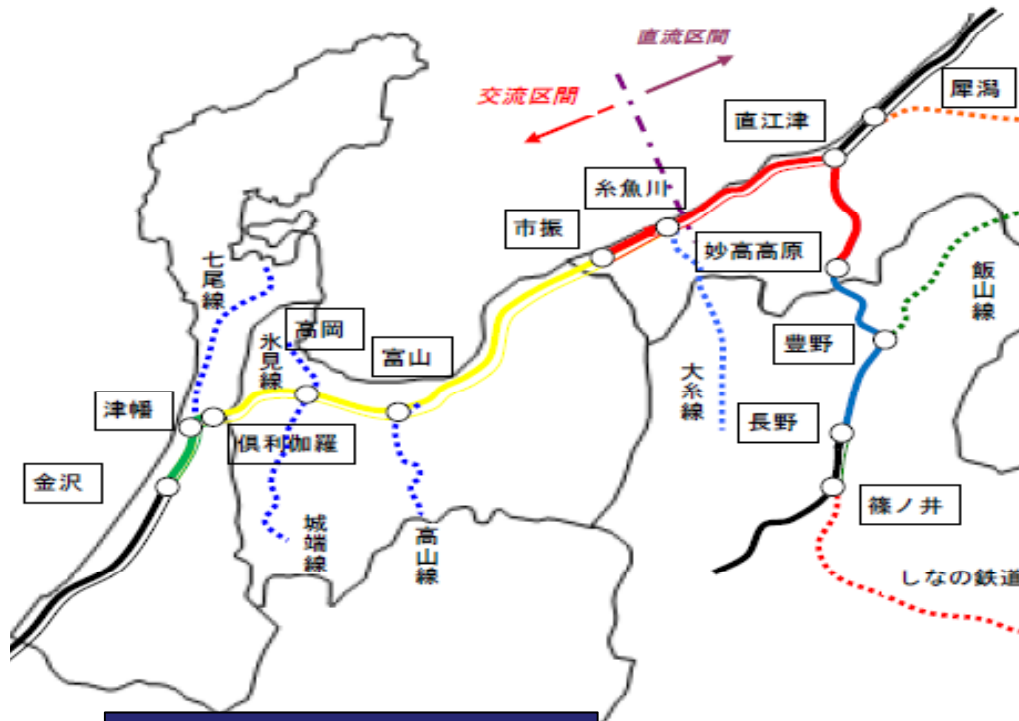 直流区間
交流区間
犀潟
直江津
糸魚川
市振
妙高高原
飯山線
七尾線
高岡
氷見線
富山
豊野
大糸線
津幡
長野
倶利伽羅
金沢
篠ノ井
城端線
高山線
しなの鉄道